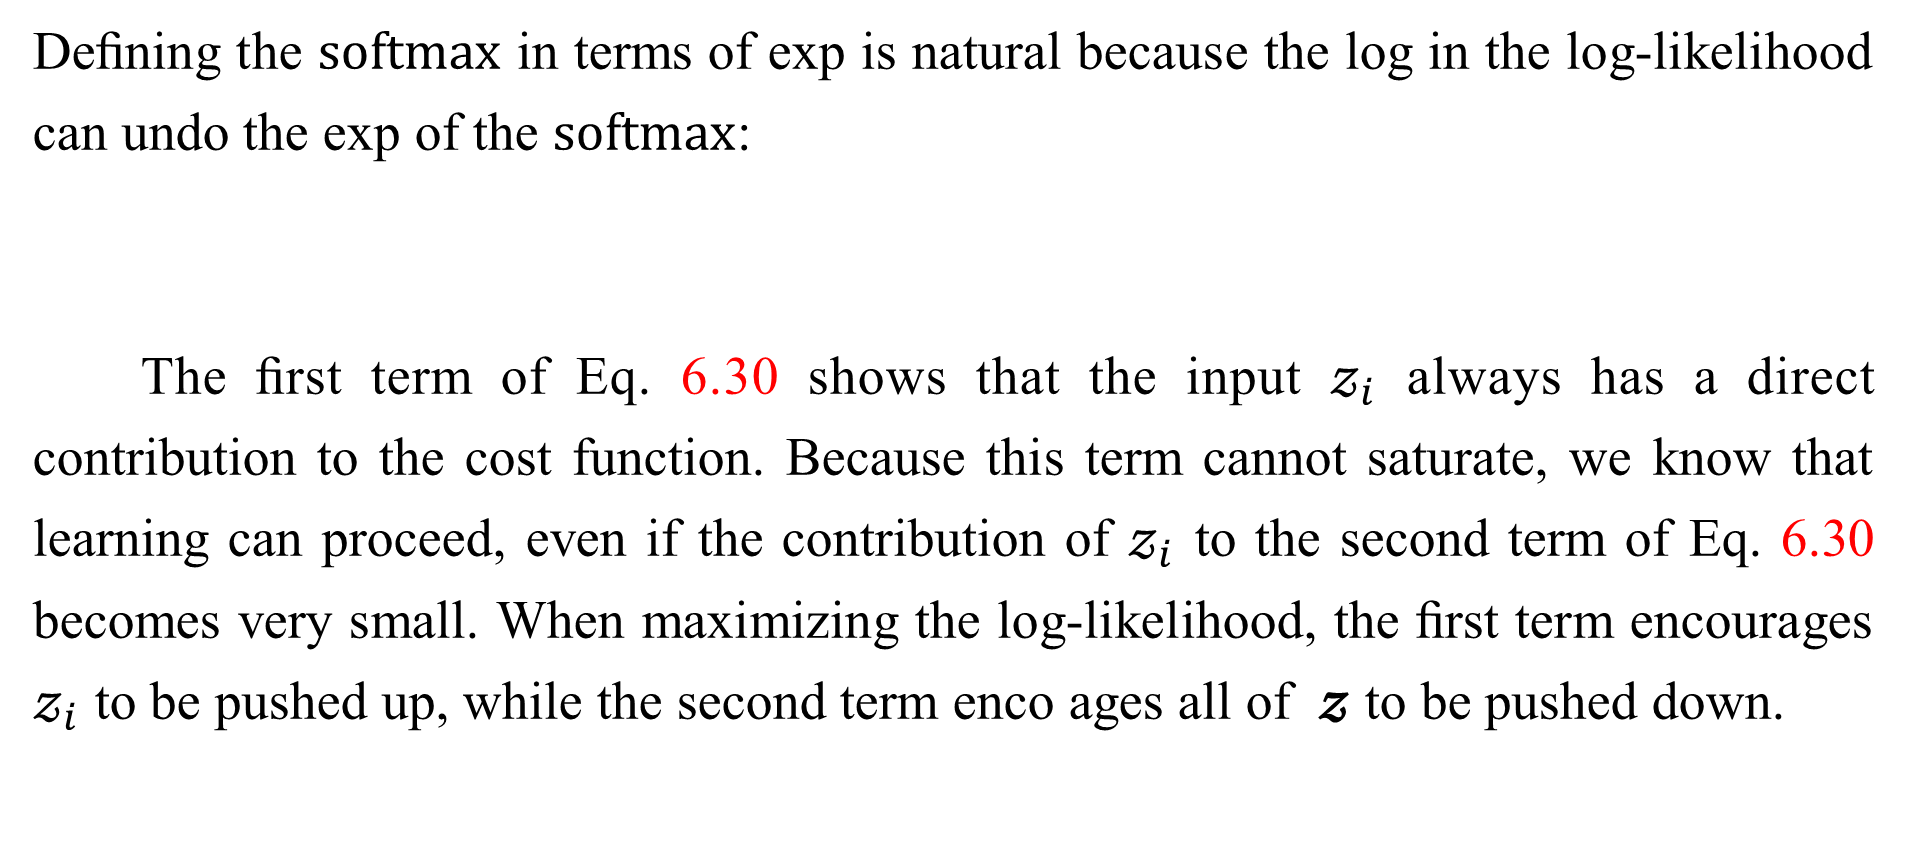 Defining the softmax in terms of exp is natural because the log in the log-likelihood
can undo the exp of the softmax:
The first term of Eq. 6.30 shows that the input zᵢ always has a direct
contribution to the cost function. Because this term cannot saturate, we know that
learning can proceed, even if the contribution of zᵢ to the second term of Eq. 6.30
becomes very small. When maximizing the log-likelihood, the first term encourages
zᵢ to be pushed up, while the second term enco ages all of z to be pushed down.